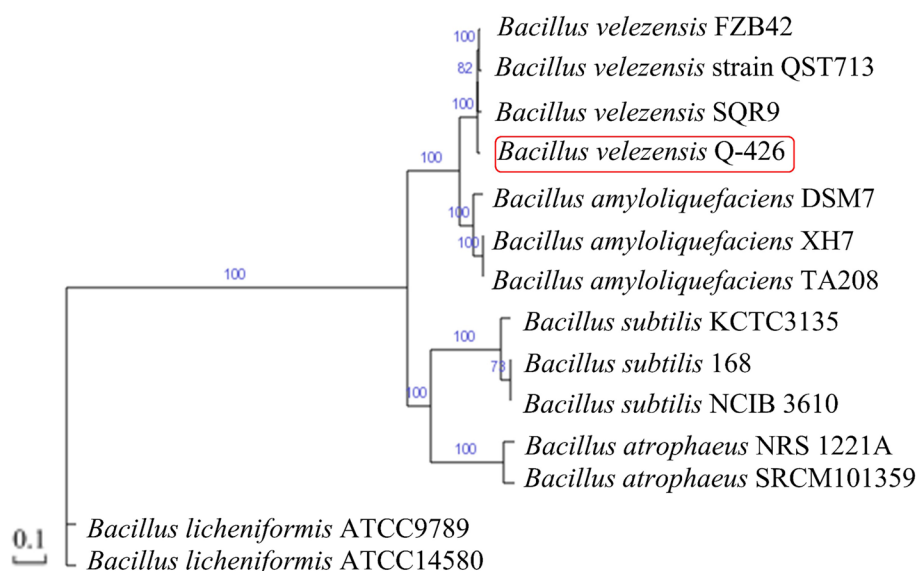 100
Bacillus velezensis FZB42
82
Bacillus velezensis strain QST713
100
Bacillus velezensis SQR9
Bacillus velezensis Q-426
100
Bacillus amyloliquefaciens DSM7
100
Bacillus amyloliquefaciens XH7
100
Bacillus amyloliquefaciens TA208
100
Bacillus subtilis KCTC3135
100
Bacillus subtilis 168
73
Bacillus subtilis NCIB 3610
100
Bacillus atrophaeus NRS 1221A
100
Bacillus atrophaeus SRCM101359
Bacillus licheniformis ATCC9789
0.1
Bacillus licheniformis ATCC14580